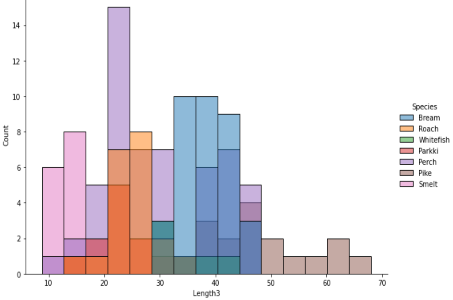 14
12
10
8
6
4
2
0
Count
10 20 30 40 50 60 70
Length3
Species
Bream
Roach
Whitefish
Parkki
Perch
Pike
Smelt